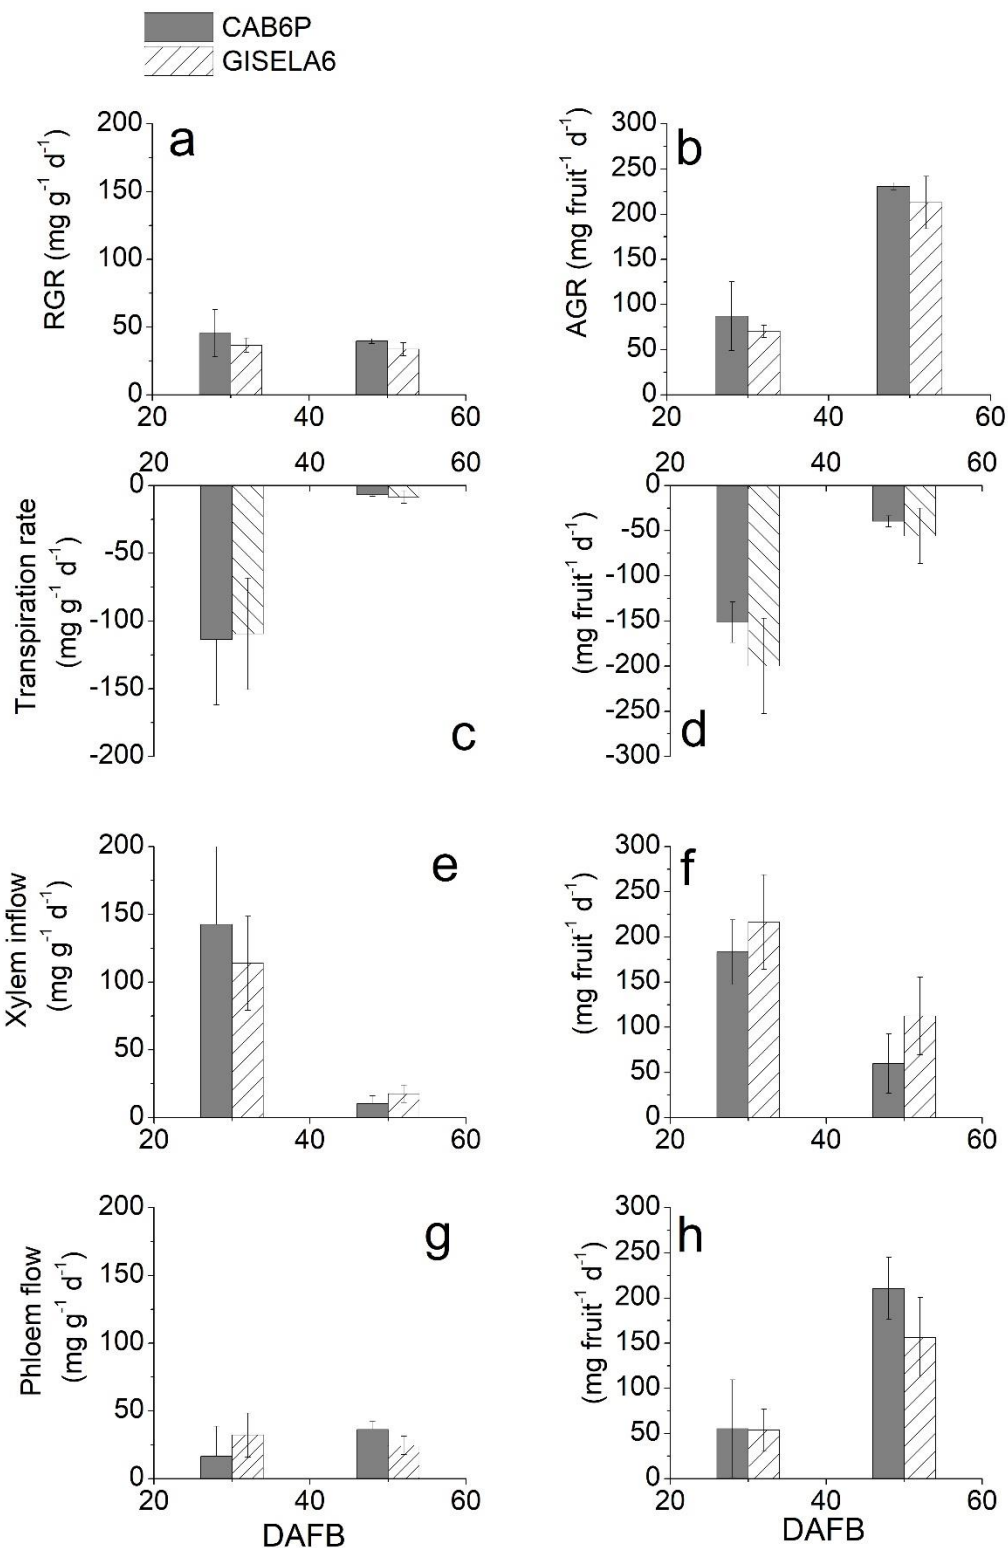 CAB6P
GISELA6
a
RGR (mg g⁻¹ d⁻¹)
200
150
100
50
0
20 40 60
b
AGR (mg fruit⁻¹ d⁻¹)
300
250
200
150
100
50
0
20 40 60
c
Transpiration rate
(mg g⁻¹ d⁻¹)
20 40 60
0
-50
-100
-150
-200
d
(mg fruit⁻¹ d⁻¹)
20 40 60
0
-50
-100
-150
-200
-250
-300
e
Xylem inflow
(mg g⁻¹ d⁻¹)
200
150
100
50
0
20 40 60
f
(mg fruit⁻¹ d⁻¹)
300
250
200
150
100
50
0
20 40 60
g
Phloem flow
(mg g⁻¹ d⁻¹)
200
150
100
50
0
20 40 60
DAFB
h
(mg fruit⁻¹ d⁻¹)
300
250
200
150
100
50
0
20 40 60
DAFB